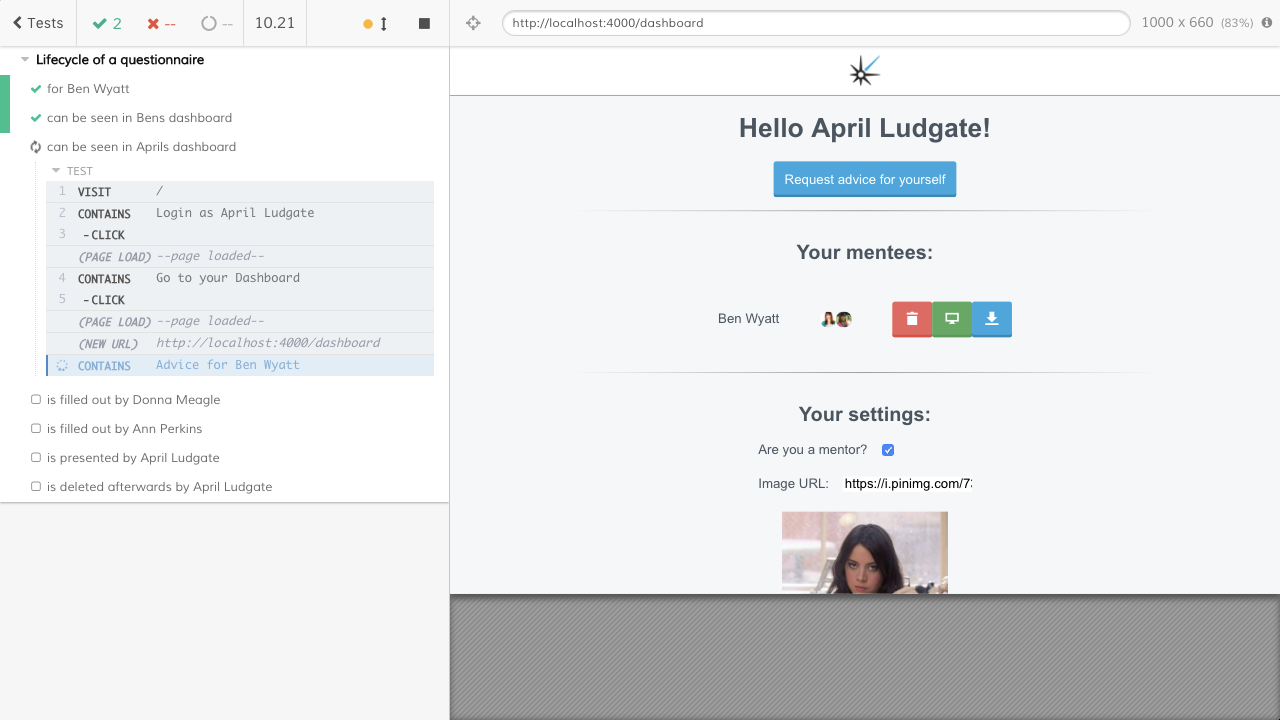 Tests
2
--
--
10.21
http://localhost:4000/dashboard
1000 x 660 (83%)
Lifecycle of a questionnaire
for Ben Wyatt
can be seen in Bens dashboard
can be seen in Aprils dashboard
TEST
1 VISIT /
2 CONTAINS Login as April Ludgate
3 -CLICK
(PAGE LOAD) --page loaded--
4 CONTAINS Go to your Dashboard
5 -CLICK
(PAGE LOAD) --page loaded--
(NEW URL) http://localhost:4000/dashboard
CONTAINS Advice for Ben Wyatt
is filled out by Donna Meagle
is filled out by Ann Perkins
is presented by April Ludgate
is deleted afterwards by April Ludgate
Hello April Ludgate!
Request advice for yourself
Your mentees:
Ben Wyatt
Your settings:
Are you a mentor?
Image URL: https://i.pinimg.com/7